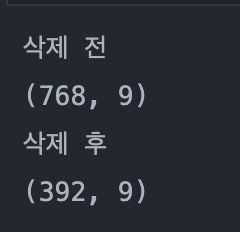 삭제 전
(768, 9)
삭제 후
(392, 9)